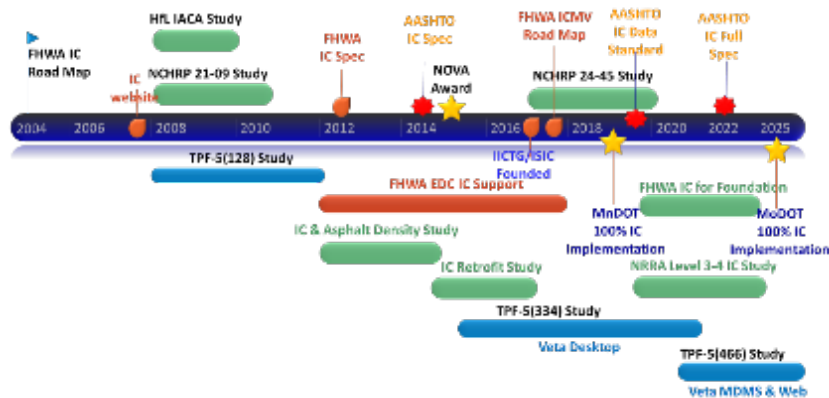 HfL IACA Study
FHWA IC
Road Map
NCHRP 21-09 Study
IC
website
FHWA
IC Spec
AASHTO
IC Spec
NOVA
Award
FHWA ICMV
Road Map
NCHRP 24-45 Study
AASHTO
IC Data
Standard
AASHTO
IC Full
Spec
2004 2006 2008 2010 2012 2014 2016 2018 2020 2022 2025
TPF-5(128) Study
IICTG/ISIC
Founded
FHWA EDC IC Support
FHWA IC for Foundation
MnDOT
100% IC
Implementation
MoDOT
100% IC
Implementation
IC & Asphalt Density Study
IC Retrofit Study
NRRA Level 3-4 IC Study
TPF-5(334) Study
Veta Desktop
TPF-5(466) Study
Veta MDMS & Web